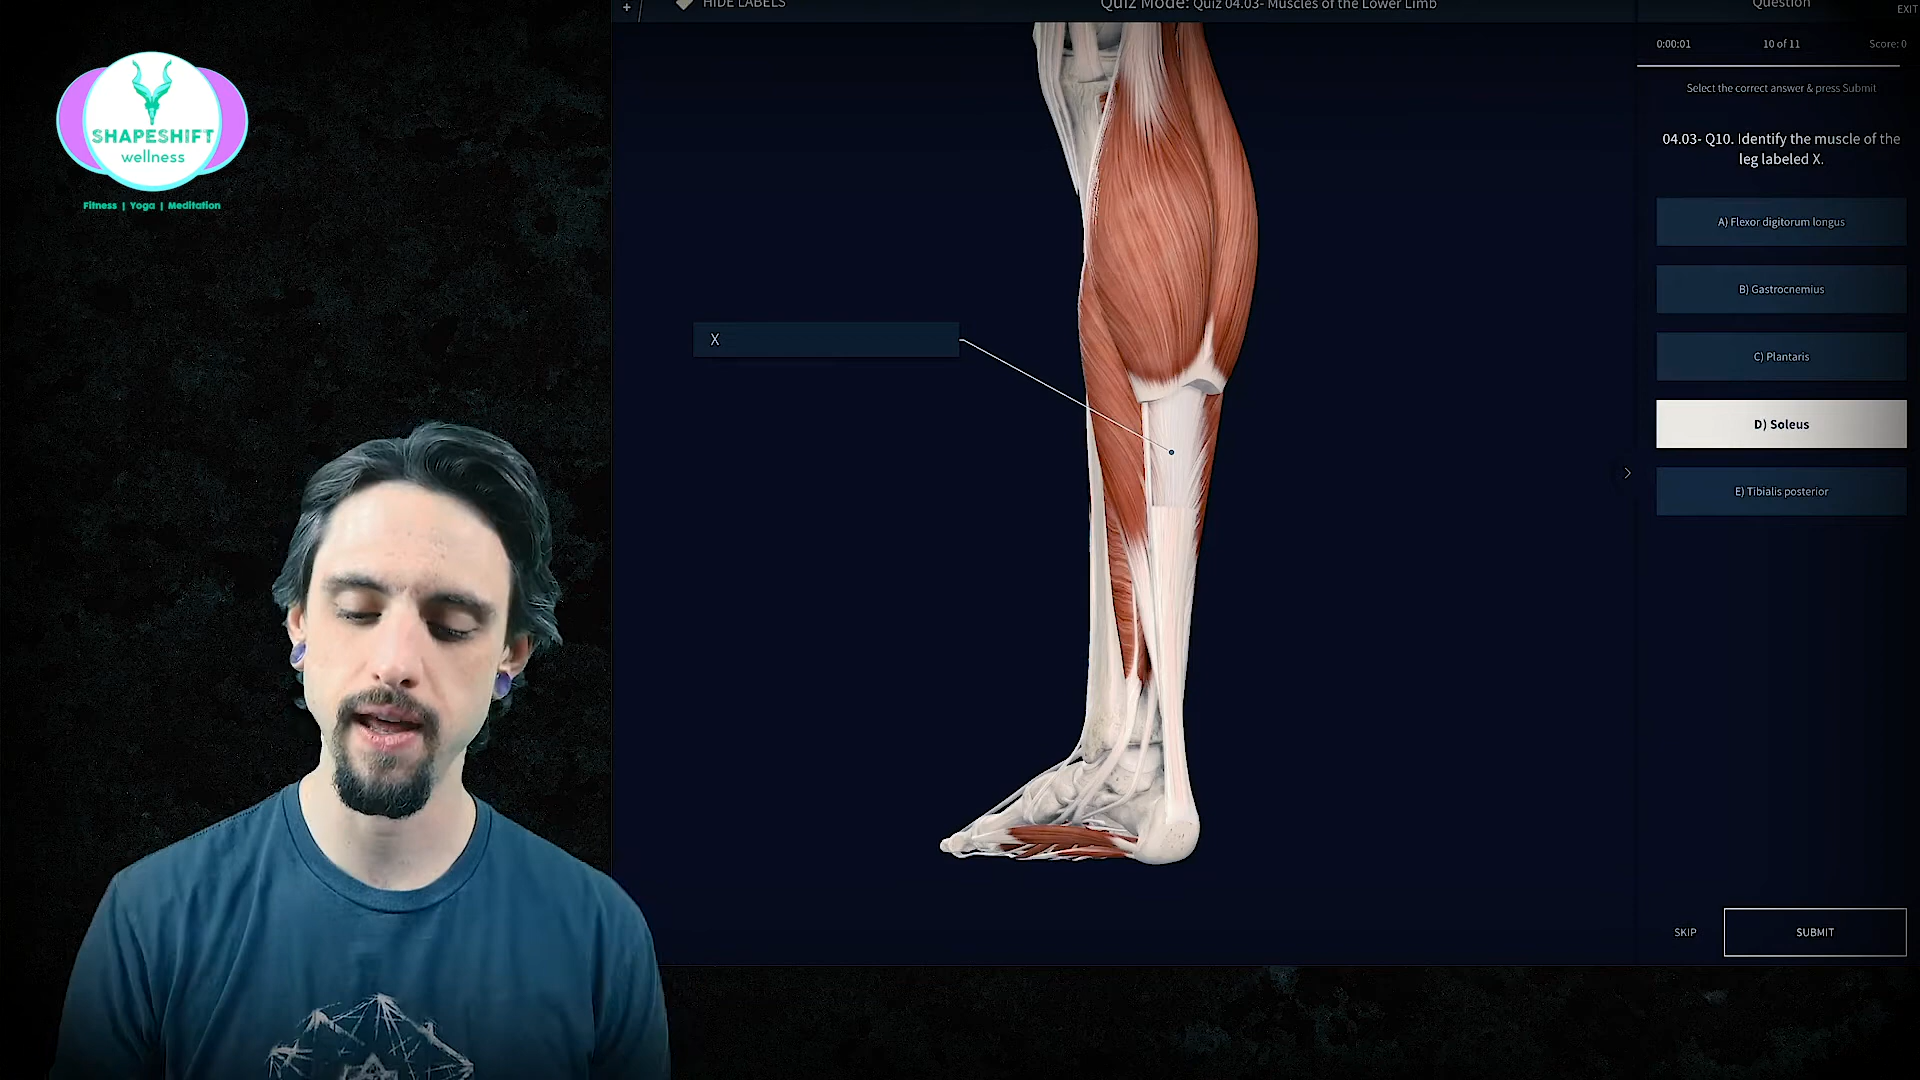 SHAPESHIFT
wellness
Fitness | Yoga | Meditation
+
HIDE LABELS
Quiz Mode: Quiz 04.03- Muscles of the Lower Limb
Question
EXIT
0:00:01
10 of 11
Score: 0
Select the correct answer & press Submit
04.03- Q10. Identify the muscle of the
leg labeled X.
X
A) Flexor digitorum longus
B) Gastrocnemius
C) Plantaris
D) Soleus
E) Tibialis posterior
SKIP
SUBMIT